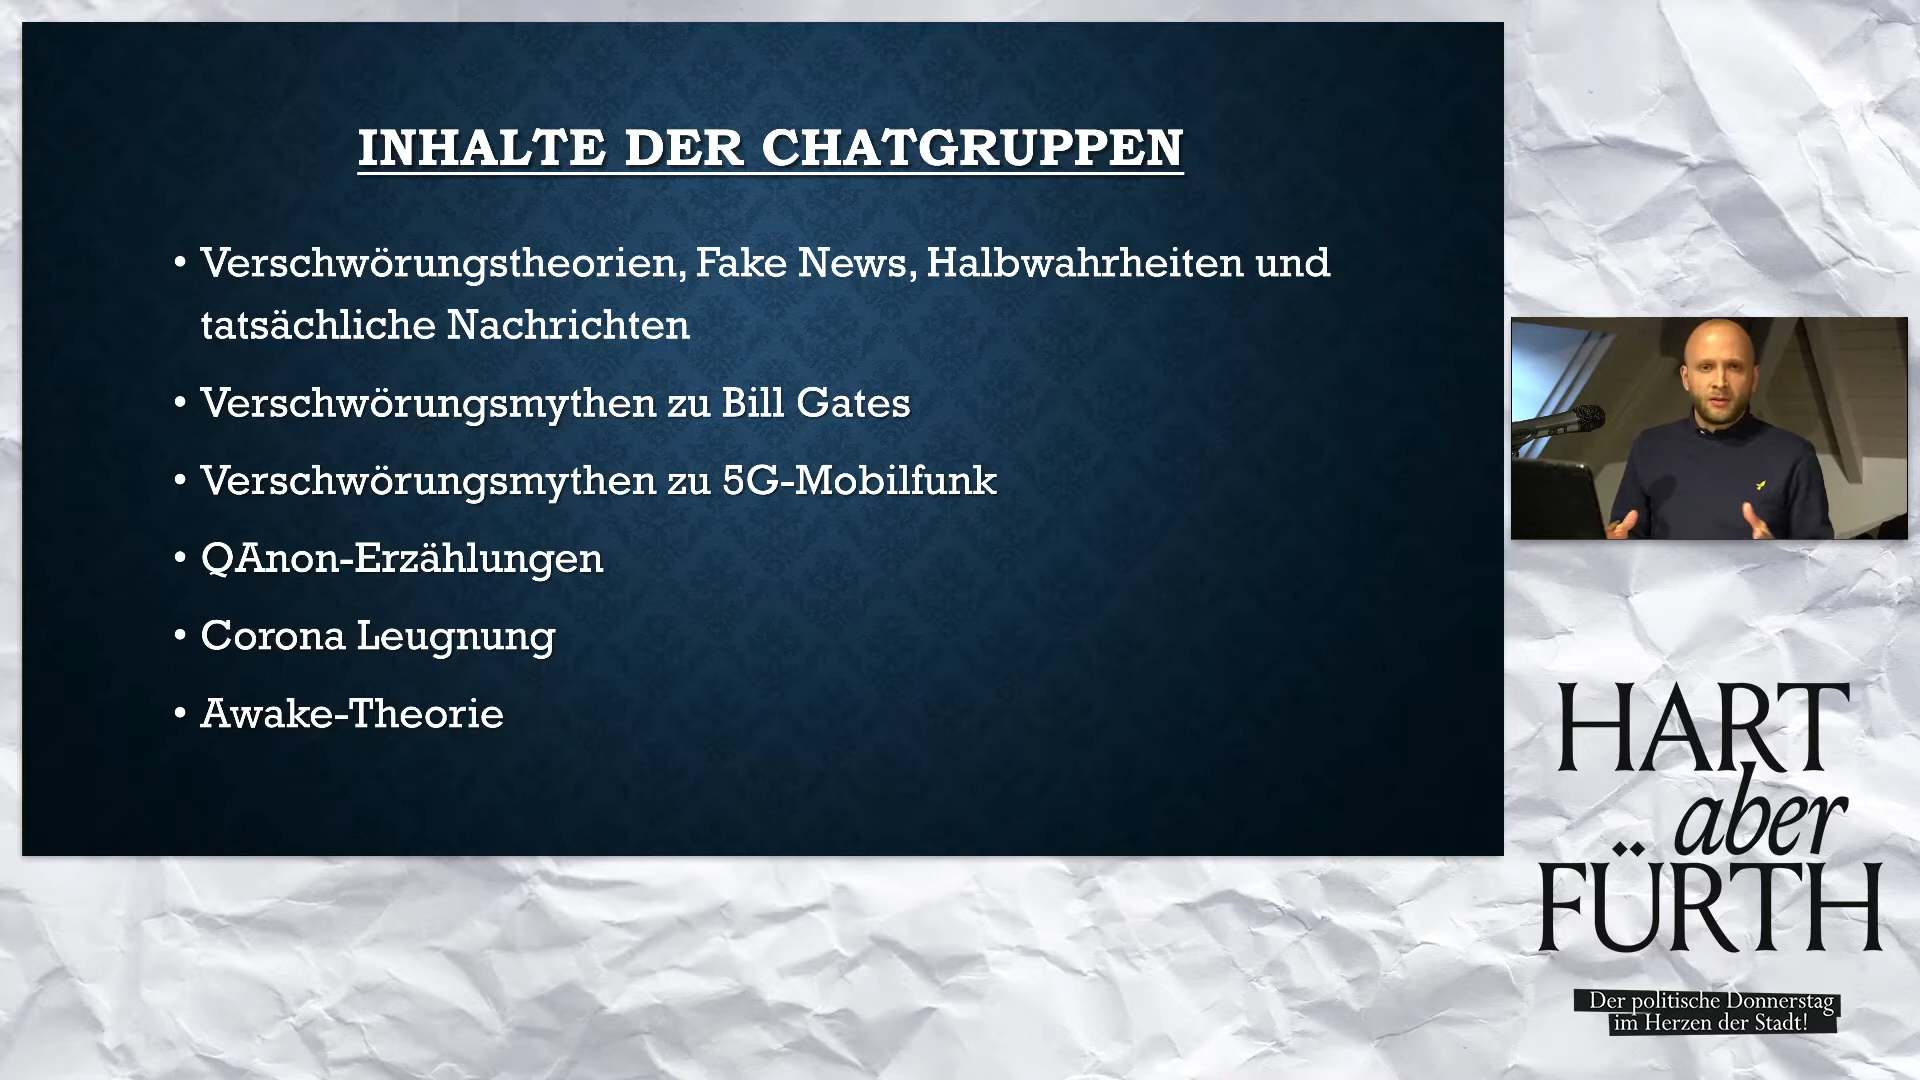 INHALTE DER CHATGRUPPEN
• Verschwörungstheorien, Fake News, Halbwahrheiten und
tatsächliche Nachrichten
• Verschwörungsmythen zu Bill Gates
• Verschwörungsmythen zu 5G-Mobilfunk
• QAnon-Erzählungen
• Corona Leugnung
• Awake-Theorie
HART
aber
FÜRTH
Der politische Donnerstag
im Herzen der Stadt!